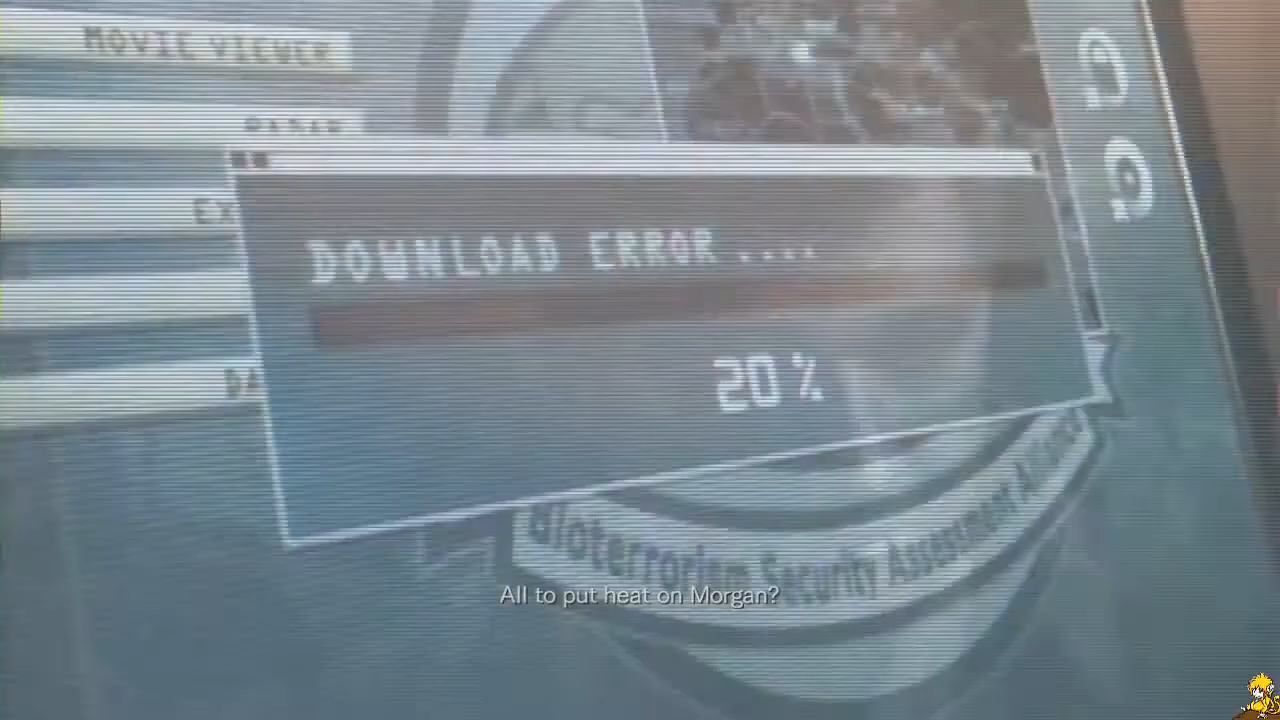 MOVIE VIEWER
DOWNLOAD ERROR ....
20 %
Bioterrorism Security Assessment Alliance
All to put heat on Morgan?